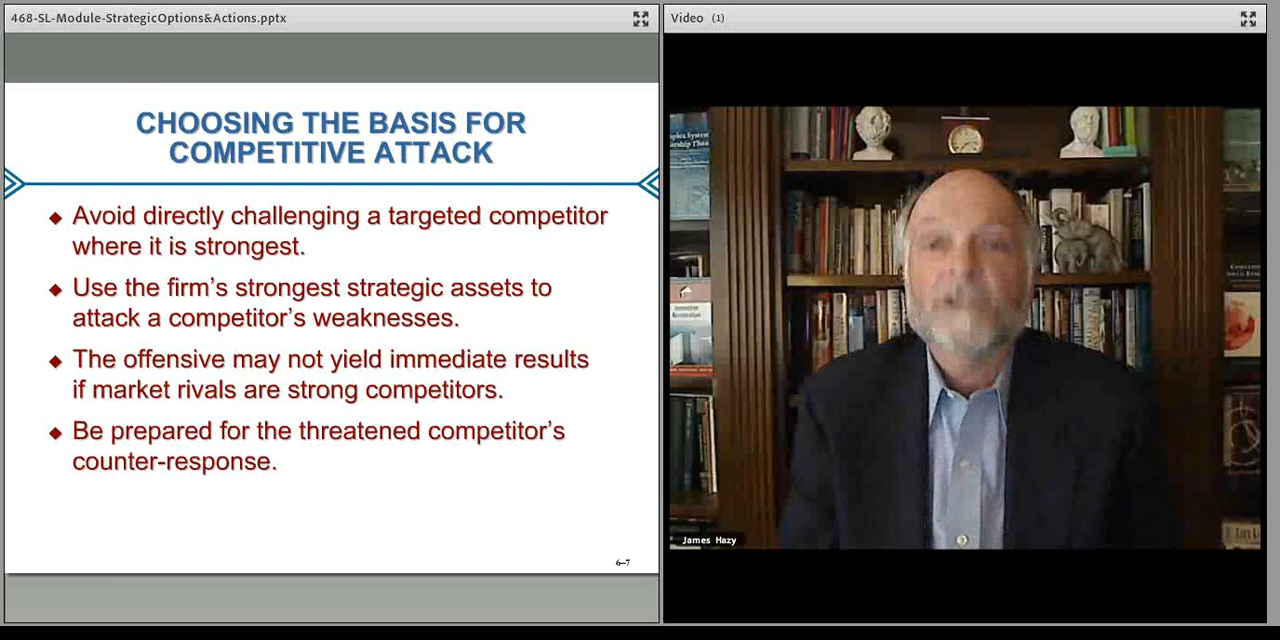 468-SL-Module-StrategicOptions&Actions.pptx
Video (1)
CHOOSING THE BASIS FOR
COMPETITIVE ATTACK
◆ Avoid directly challenging a targeted competitor
where it is strongest.
◆ Use the firm’s strongest strategic assets to
attack a competitor’s weaknesses.
◆ The offensive may not yield immediate results
if market rivals are strong competitors.
◆ Be prepared for the threatened competitor’s
counter-response.
6–7
James Hazy